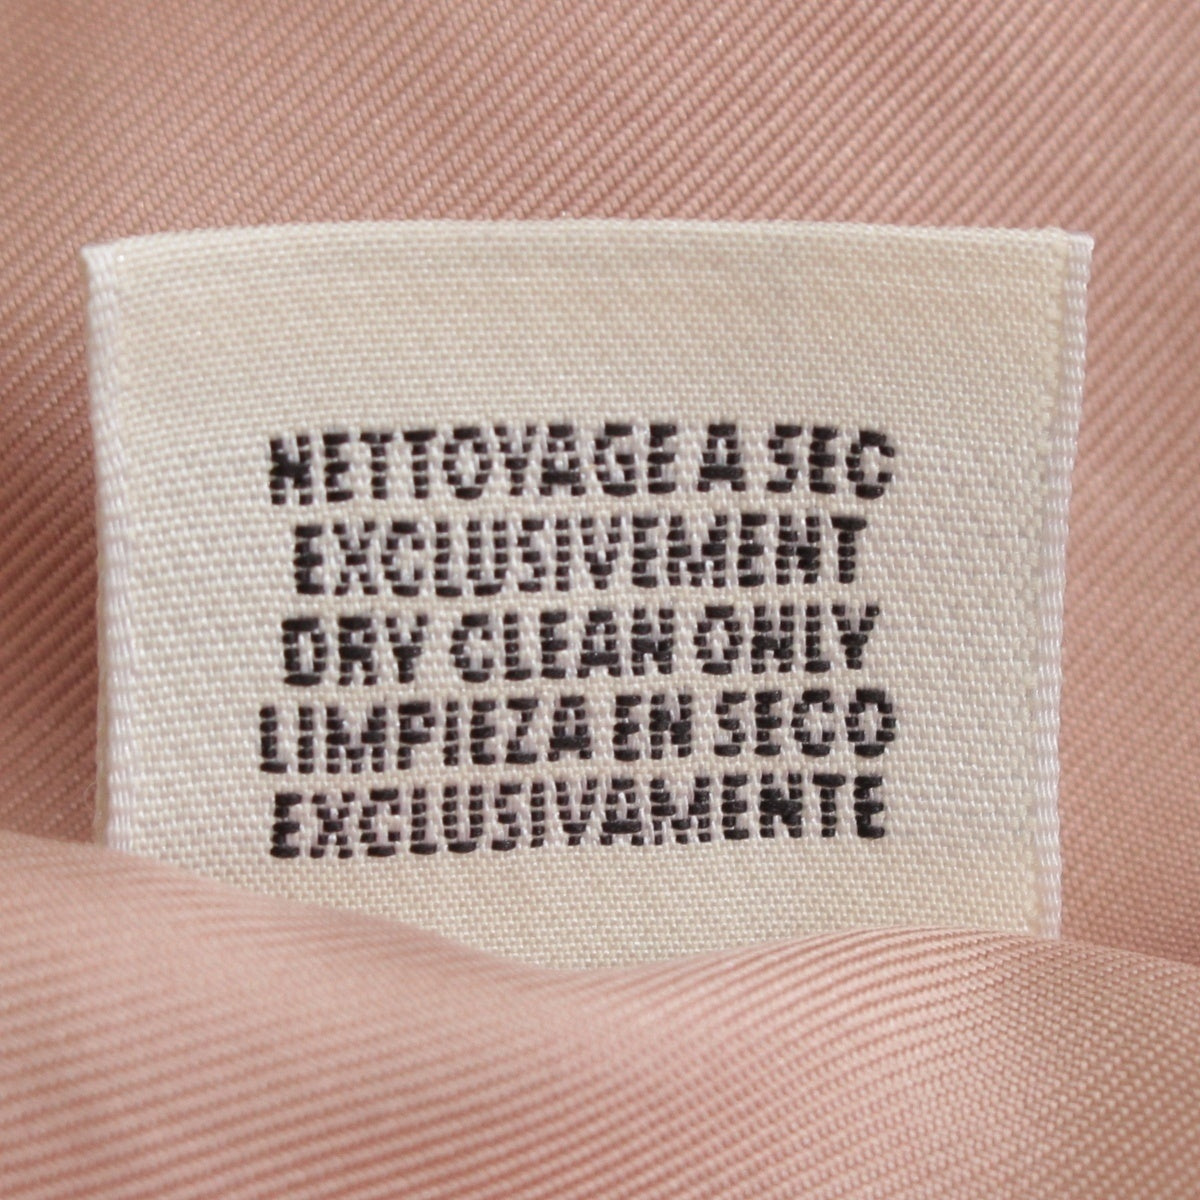 NETTOYAGE A SEC
EXCLUSIVEMENT
DRY CLEAN ONLY
LIMPIEZA EN SECO
EXCLUSIVAMENTE